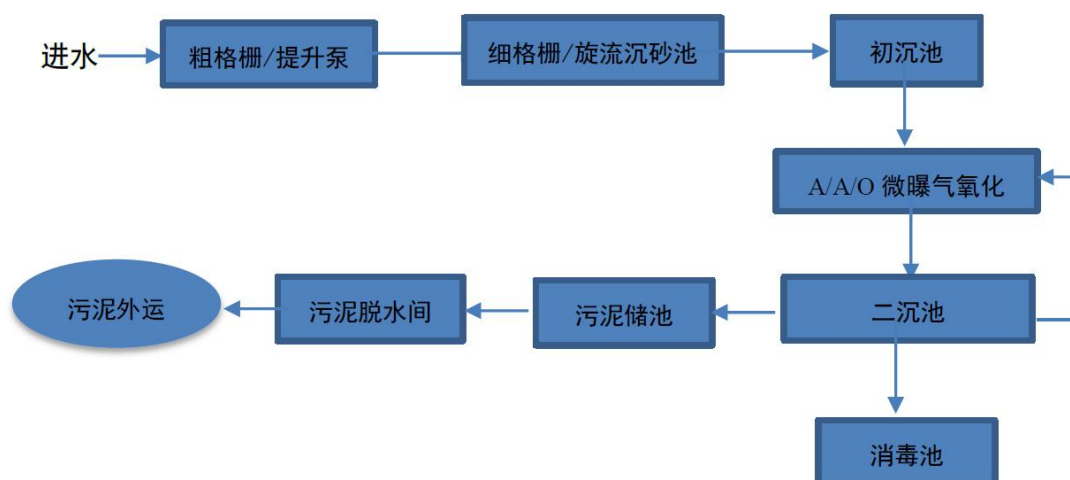 进水
粗格栅/提升泵
细格栅/旋流沉砂池
初沉池
A/A/O 微曝气氧化
污泥外运
污泥脱水间
污泥储池
二沉池
消毒池